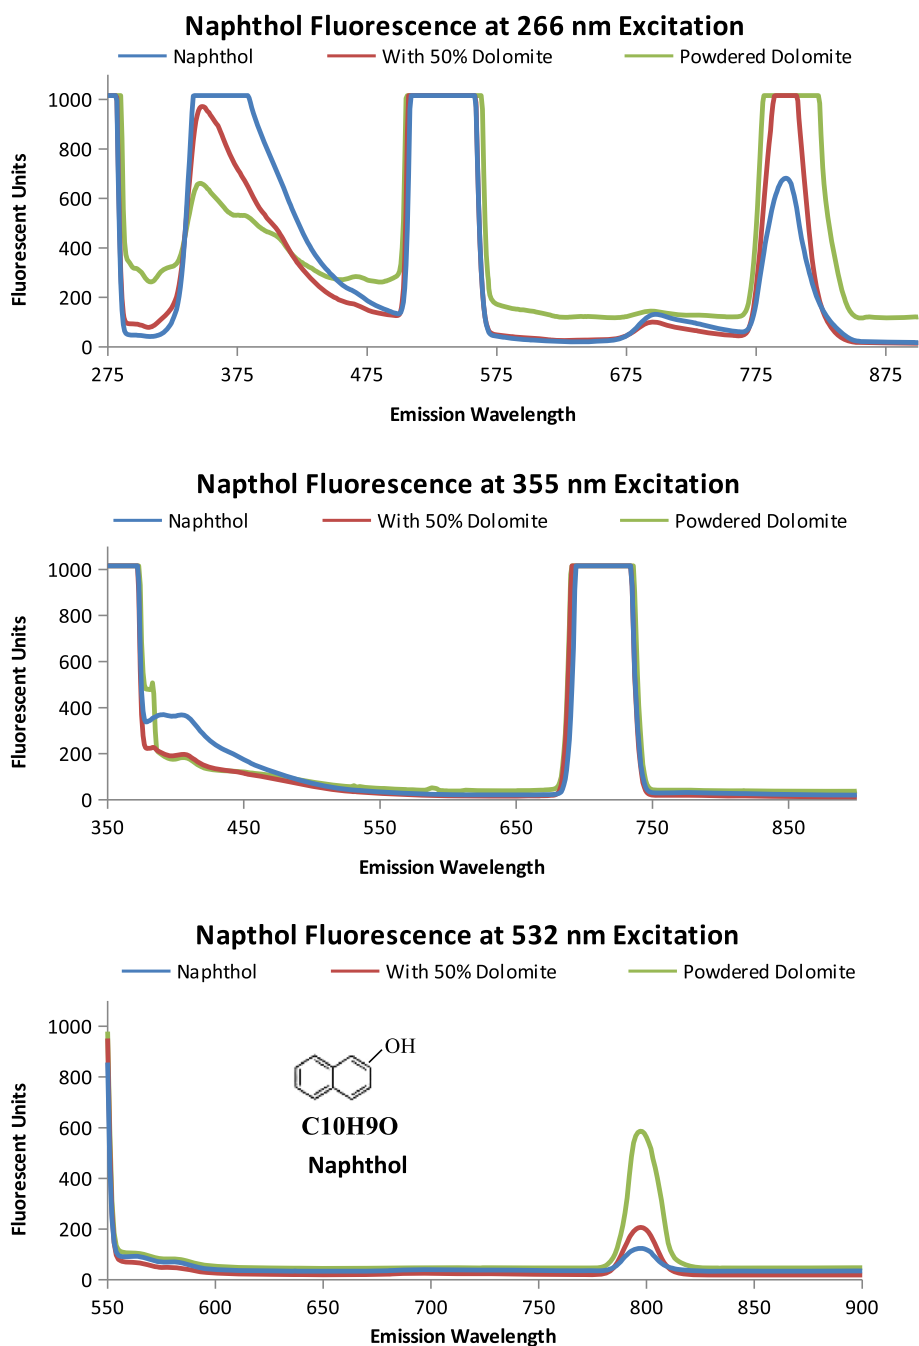 Naphthol Fluorescence at 266 nm Excitation
Naphthol With 50% Dolomite Powdered Dolomite
1000
800
600
400
200
0
Fluorescent Units
275 375 475 575 675 775 875
Emission Wavelength
Napthol Fluorescence at 355 nm Excitation
Naphthol With 50% Dolomite Powdered Dolomite
1000
800
600
400
200
0
Fluorescent Units
350 450 550 650 750 850
Emission Wavelength
Napthol Fluorescence at 532 nm Excitation
Naphthol With 50% Dolomite Powdered Dolomite
1000
800
600
400
200
0
Fluorescent Units
OH
C10H9O
Naphthol
550 600 650 700 750 800 850 900
Emission Wavelength